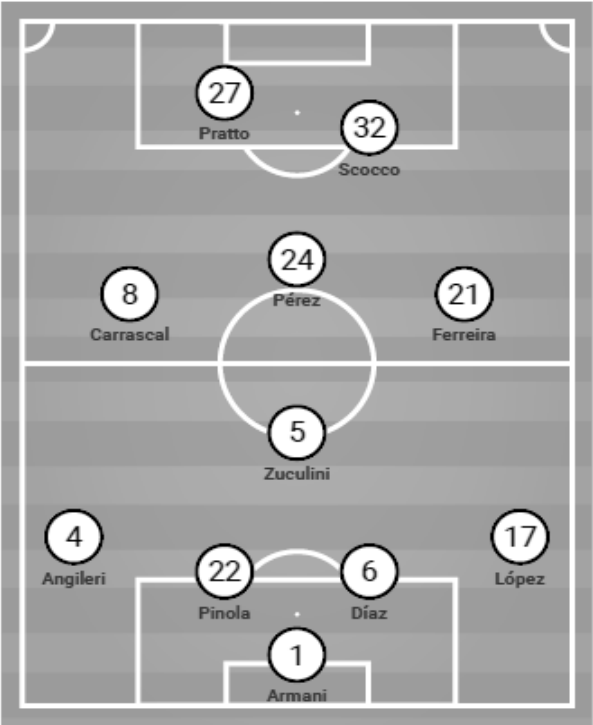 27
Pratto
32
Scocco
24
Pérez
8
Carrascal
21
Ferreira
5
Zuculini
4
Angileri
17
López
22
Pinola
6
Díaz
1
Armani